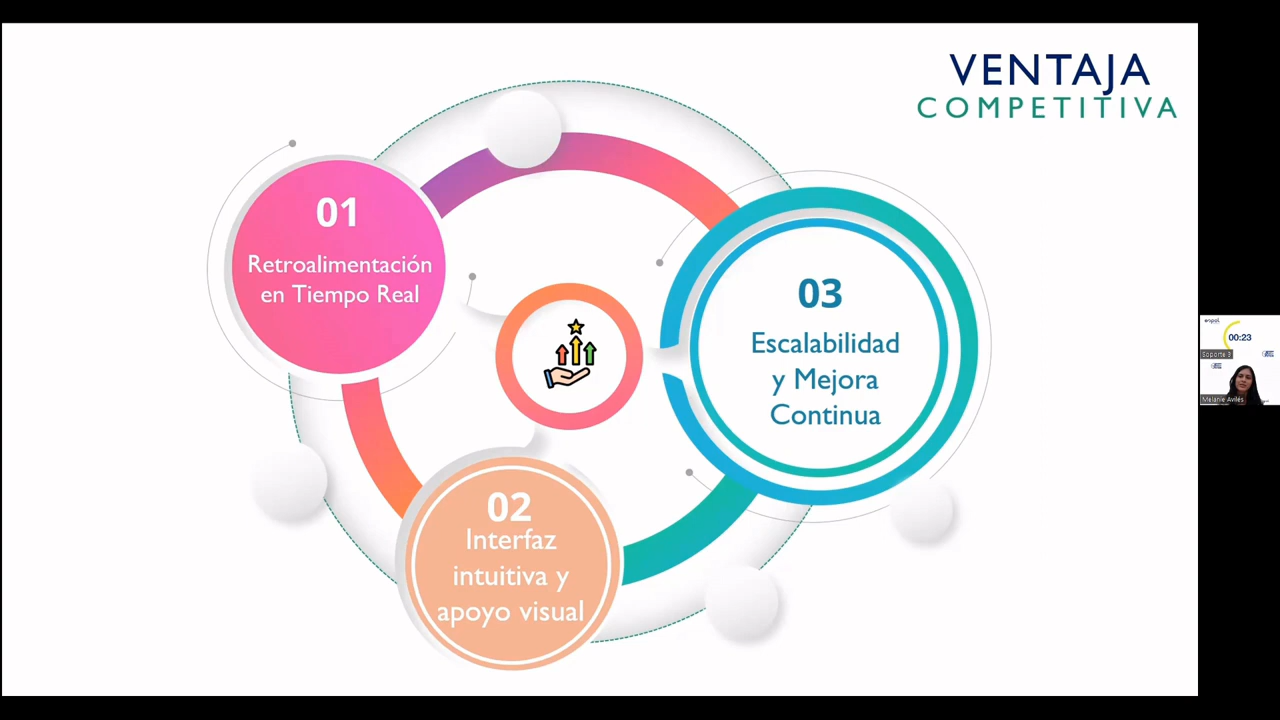 VENTAJA
COMPETITIVA
01
Retroalimentación
en Tiempo Real
02
Interfaz
intuitiva y
apoyo visual
03
Escalabilidad
y Mejora
Continua
00:23
Soporte 3
Melanie Avilés